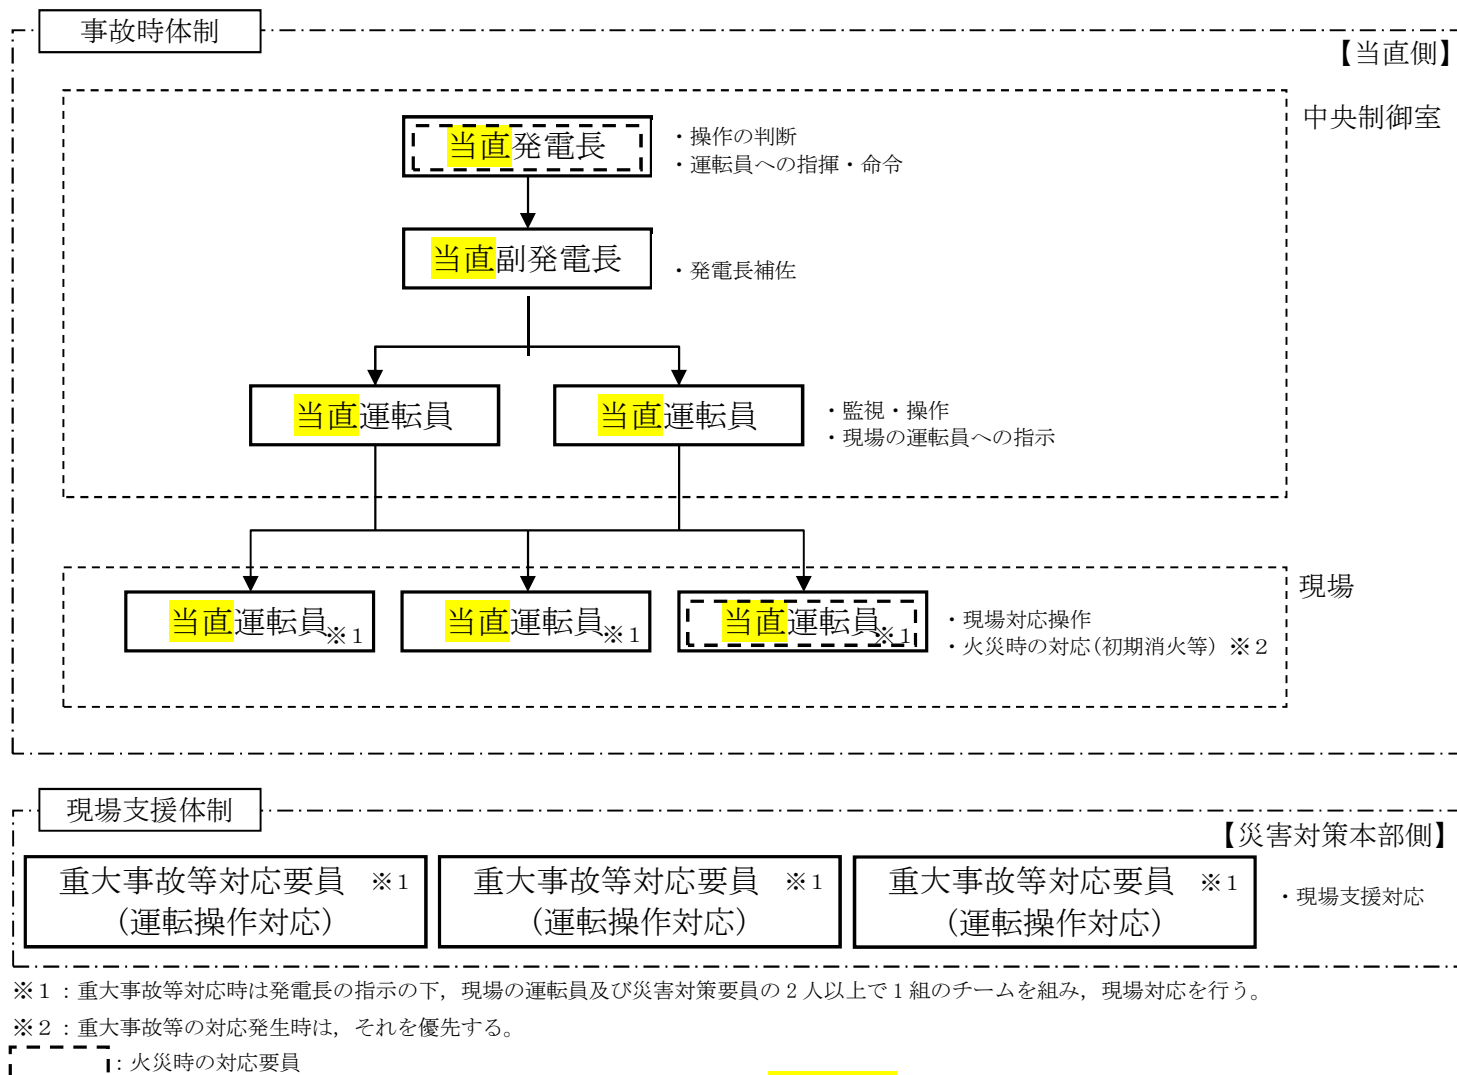 事故時体制
【当直側】
中央制御室
当直発電長
・操作の判断
・運転員への指揮・命令
当直副発電長
・発電長補佐
当直運転員
当直運転員
・監視・操作
・現場の運転員への指示
現場
当直運転員※1
当直運転員※1
当直運転員※1
・現場対応操作
・火災時の対応(初期消火等) ※2
現場支援体制
【災害対策本部側】
重大事故等対応要員 ※1
(運転操作対応)
重大事故等対応要員 ※1
(運転操作対応)
重大事故等対応要員 ※1
(運転操作対応)
・現場支援対応
※1：重大事故等対応時は発電長の指示の下，現場の運転員及び災害対策要員の2人以上で1組のチームを組み，現場対応を行う。
※2：重大事故等の対応発生時は，それを優先する。
：火災時の対応要員